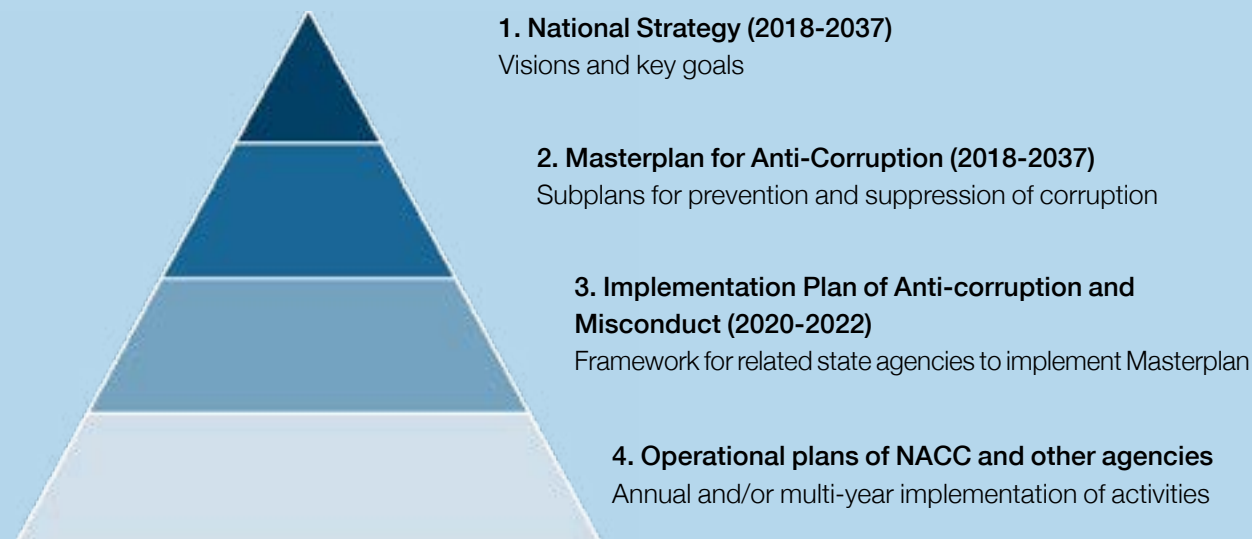 1. National Strategy (2018-2037)
Visions and key goals
2. Masterplan for Anti-Corruption (2018-2037)
Subplans for prevention and suppression of corruption
3. Implementation Plan of Anti-corruption and
Misconduct (2020-2022)
Framework for related state agencies to implement Masterplan
4. Operational plans of NACC and other agencies
Annual and/or multi-year implementation of activities